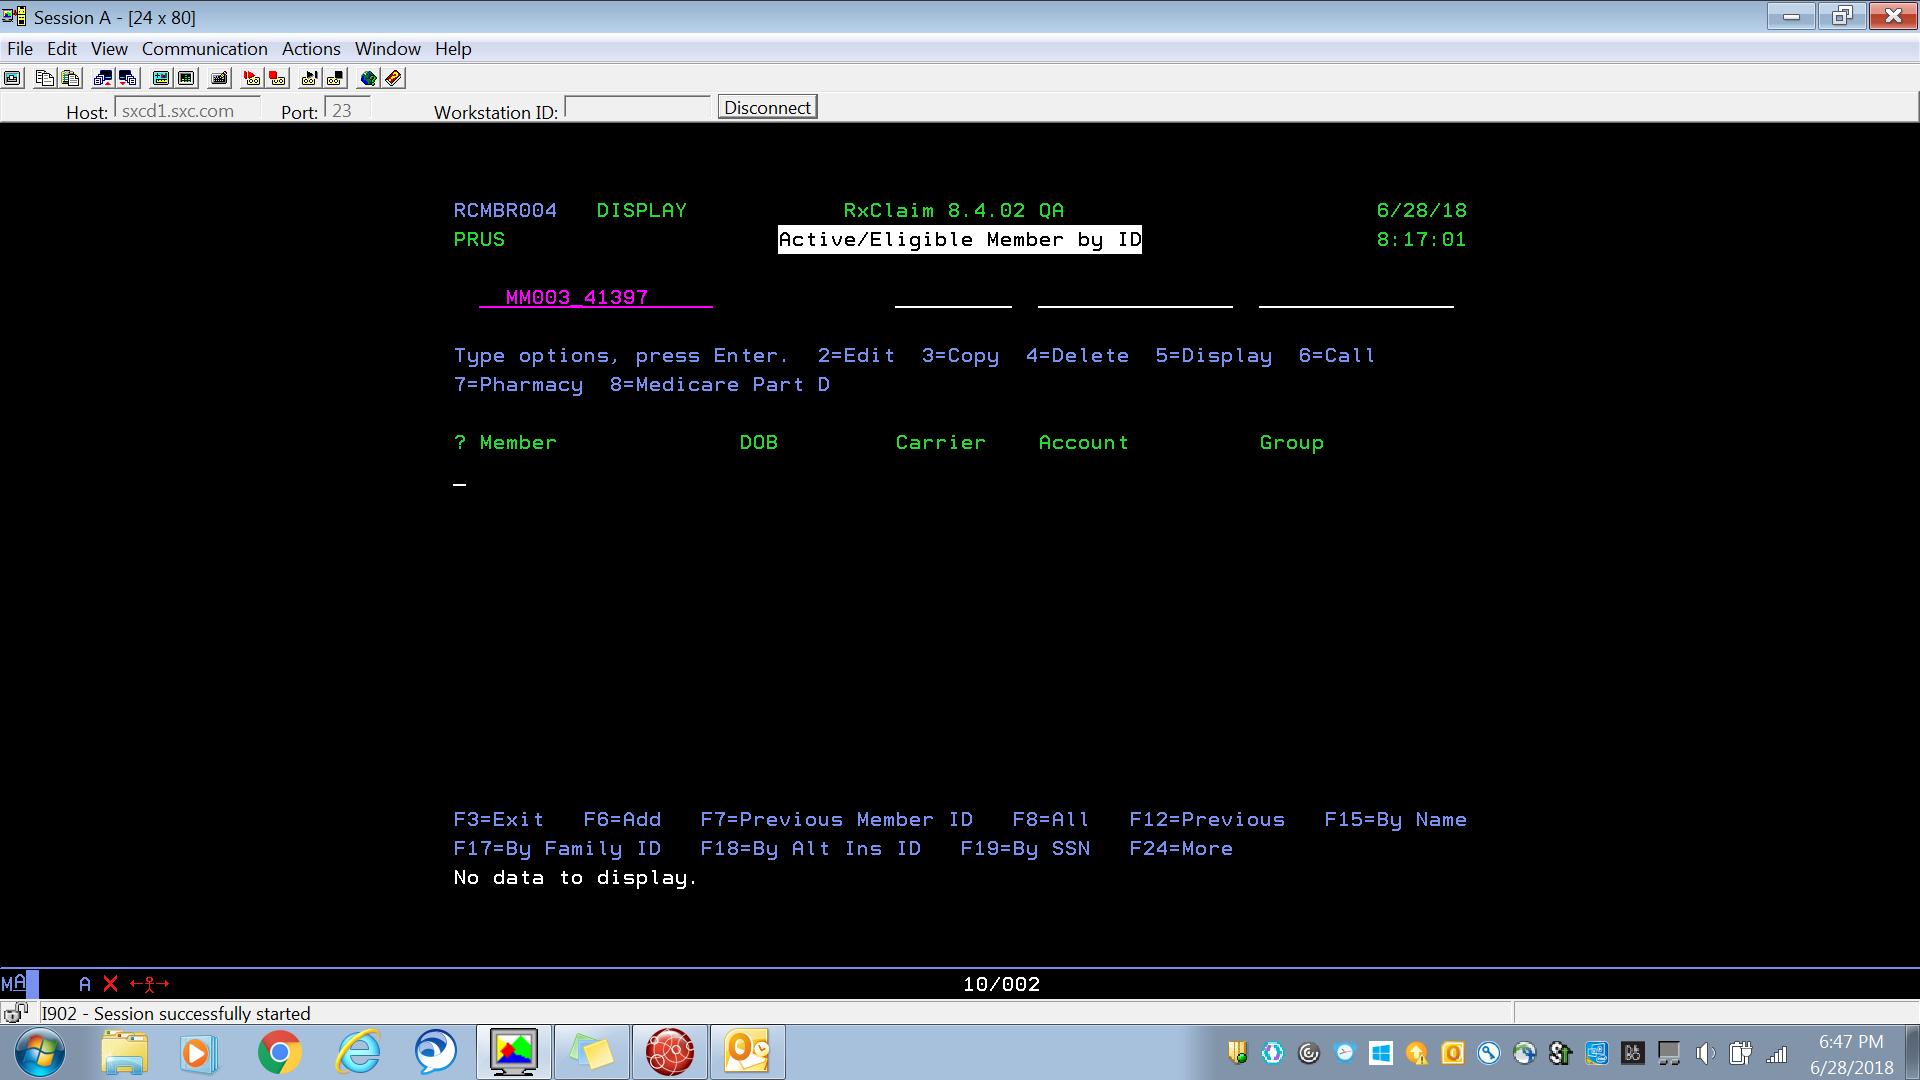 Session A - [24 x 80]
File Edit View Communication Actions Window Help
Host: sxcd1.sxc.com Port: 23 Workstation ID: Disconnect
RCMBR004 DISPLAY RxClaim 8.4.02 QA 6/28/18
PRUS Active/Eligible Member by ID 8:17:01
MM003_41397
Type options, press Enter. 2=Edit 3=Copy 4=Delete 5=Display 6=Call
7=Pharmacy 8=Medicare Part D
? Member DOB Carrier Account Group
F3=Exit F6=Add F7=Previous Member ID F8=All F12=Previous F15=By Name
F17=By Family ID F18=By Alt Ins ID F19=By SSN F24=More
No data to display.
MA A 10/002
I902 - Session successfully started
6:47 PM
6/28/2018